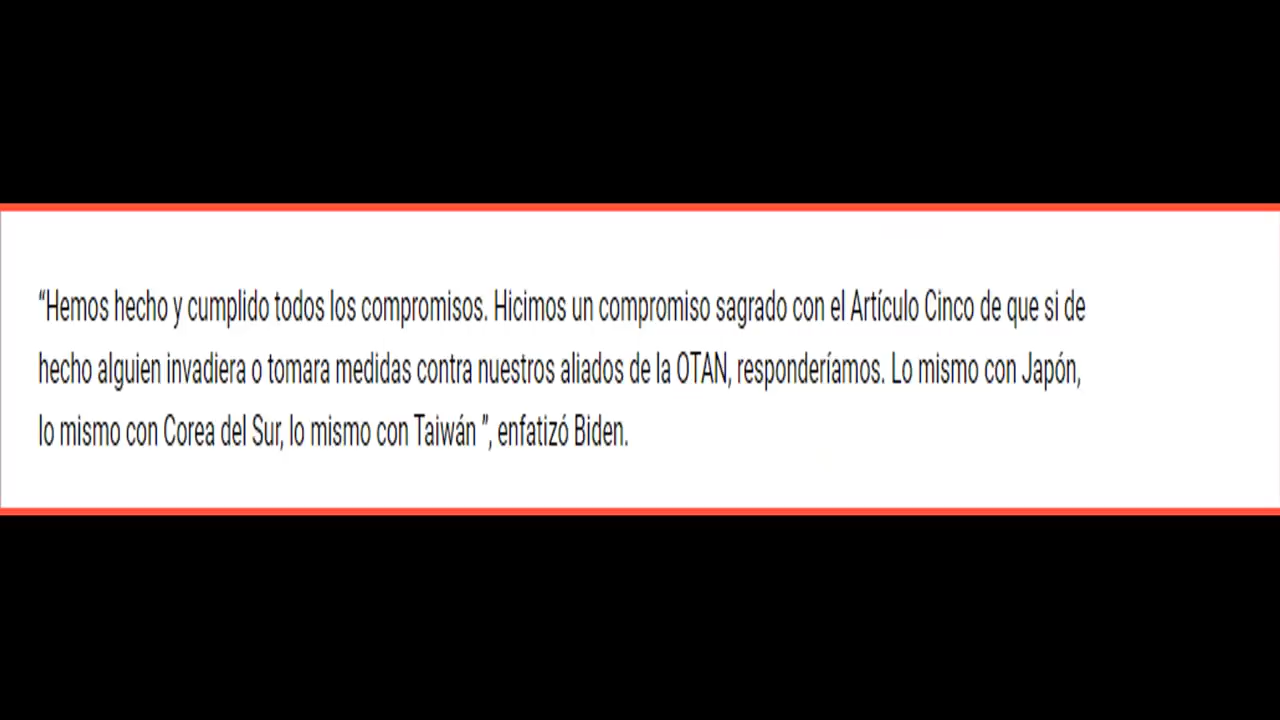 “Hemos hecho y cumplido todos los compromisos. Hicimos un compromiso sagrado con el Artículo Cinco de que si de
hecho alguien invadiera o tomara medidas contra nuestros aliados de la OTAN, responderíamos. Lo mismo con Japón,
lo mismo con Corea del Sur, lo mismo con Taiwán ”, enfatizó Biden.